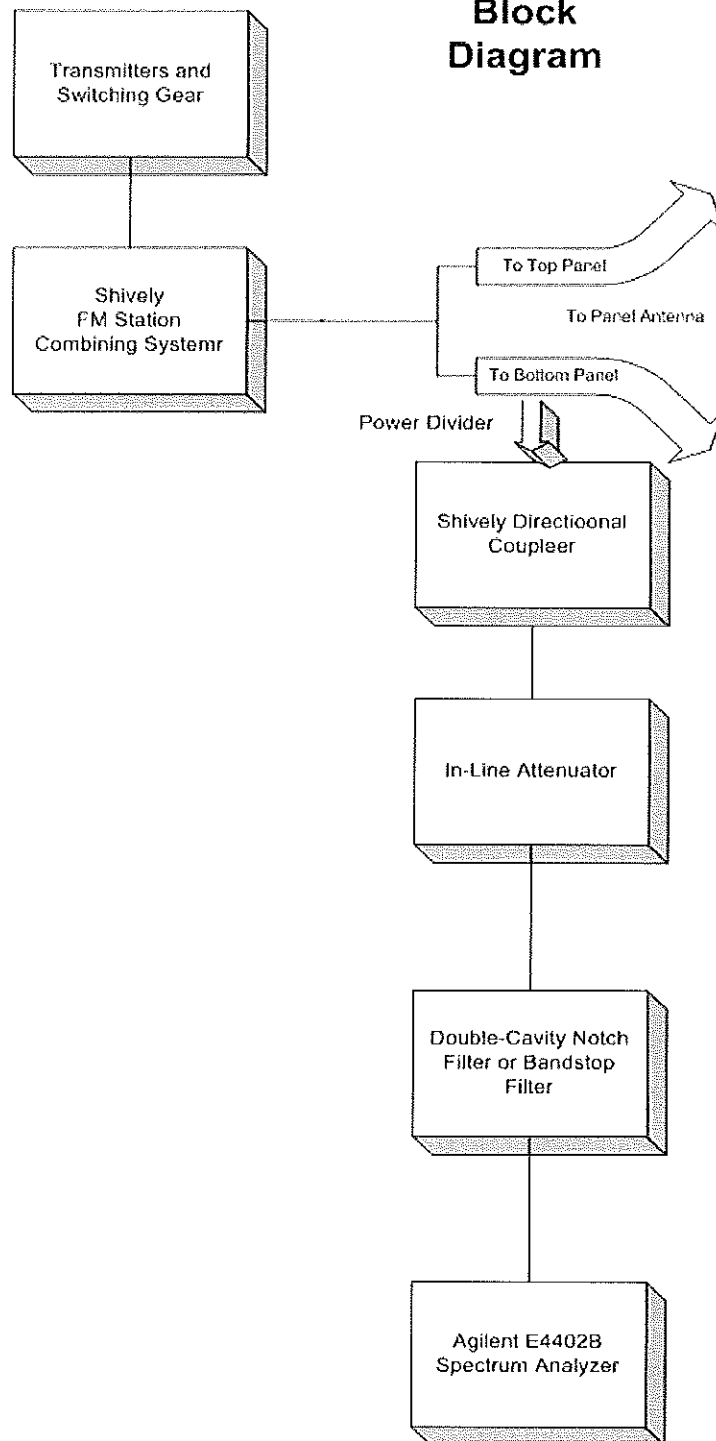 Block
Diagram
Transmitters and
Switching Gear
Shively
FM Station
Combining Systemr
To Top Panel
To Panel Antenna
To Bottom Panel
Power Divider
Shively Directioonal
Coupleer
In-Line Attenuator
Double-Cavity Notch
Filter or Bandstop
Filter
Agilent E4402B
Spectrum Analyzer